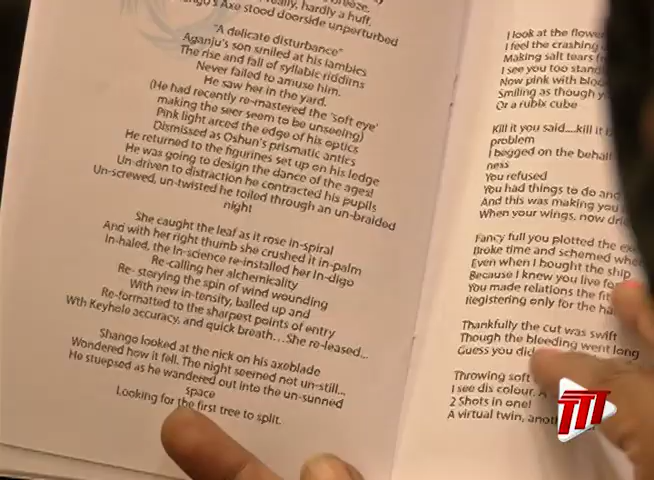 really, hardly a huff,
Axe stood doorside unperturbed
"A delicate disturbance"
Aganju's son smiled at his iambics
The rise and fall of syllabic riddims
Never failed to amuse him.
He saw her in the yard.
(He had recently re-mastered the 'soft eye'
making the seer seem to be unseeing)
Pink light arced the edge of his optics
Dismissed as Oshun's prismatic antics
He returned to the figurines set up on his ledge
He was going to design the dance of the ages!
Un-driven to distraction he contracted his pupils
Un-screwed, un-twisted he toiled through an un-braided
night
She caught the leaf as it rose in-spiral
And with her right thumb she crushed it in-palm
In-haled, the In-science re-installed her In-digo
Re-calling her alchemicality
Re- storying the spin of wind wounding
With new in-tensity, balled up and
Re-formatted to the sharpest points of entry
Wth Keyhole accuracy, and quick breath...She re-leased...
Shango looked at the nick on his axeblade
Wondered how it fell. The night seemed not un-still...
He stuepsed as he wandered out into the un-sunned
space
Looking for the first tree to split.
I look at the flower
I feel the crashing
Making salt tears
I see you too stand
Now pink with
Smiling as though
Or a rubix cube
Kill it you said....kill it
problem
I begged on the behalf
ness
You refused
You had things to do and
And this was making you
When your wings, now
Fancy full you plotted the
Broke time and schemed
Even when I bought the ship
Because I knew you live
You made relations the
Registering only for the
Thankfully the cut was swift
Though the bleeding went long
Guess you did
Throwing soft
I see dis colour,
2 Shots in one!
A virtual twin,